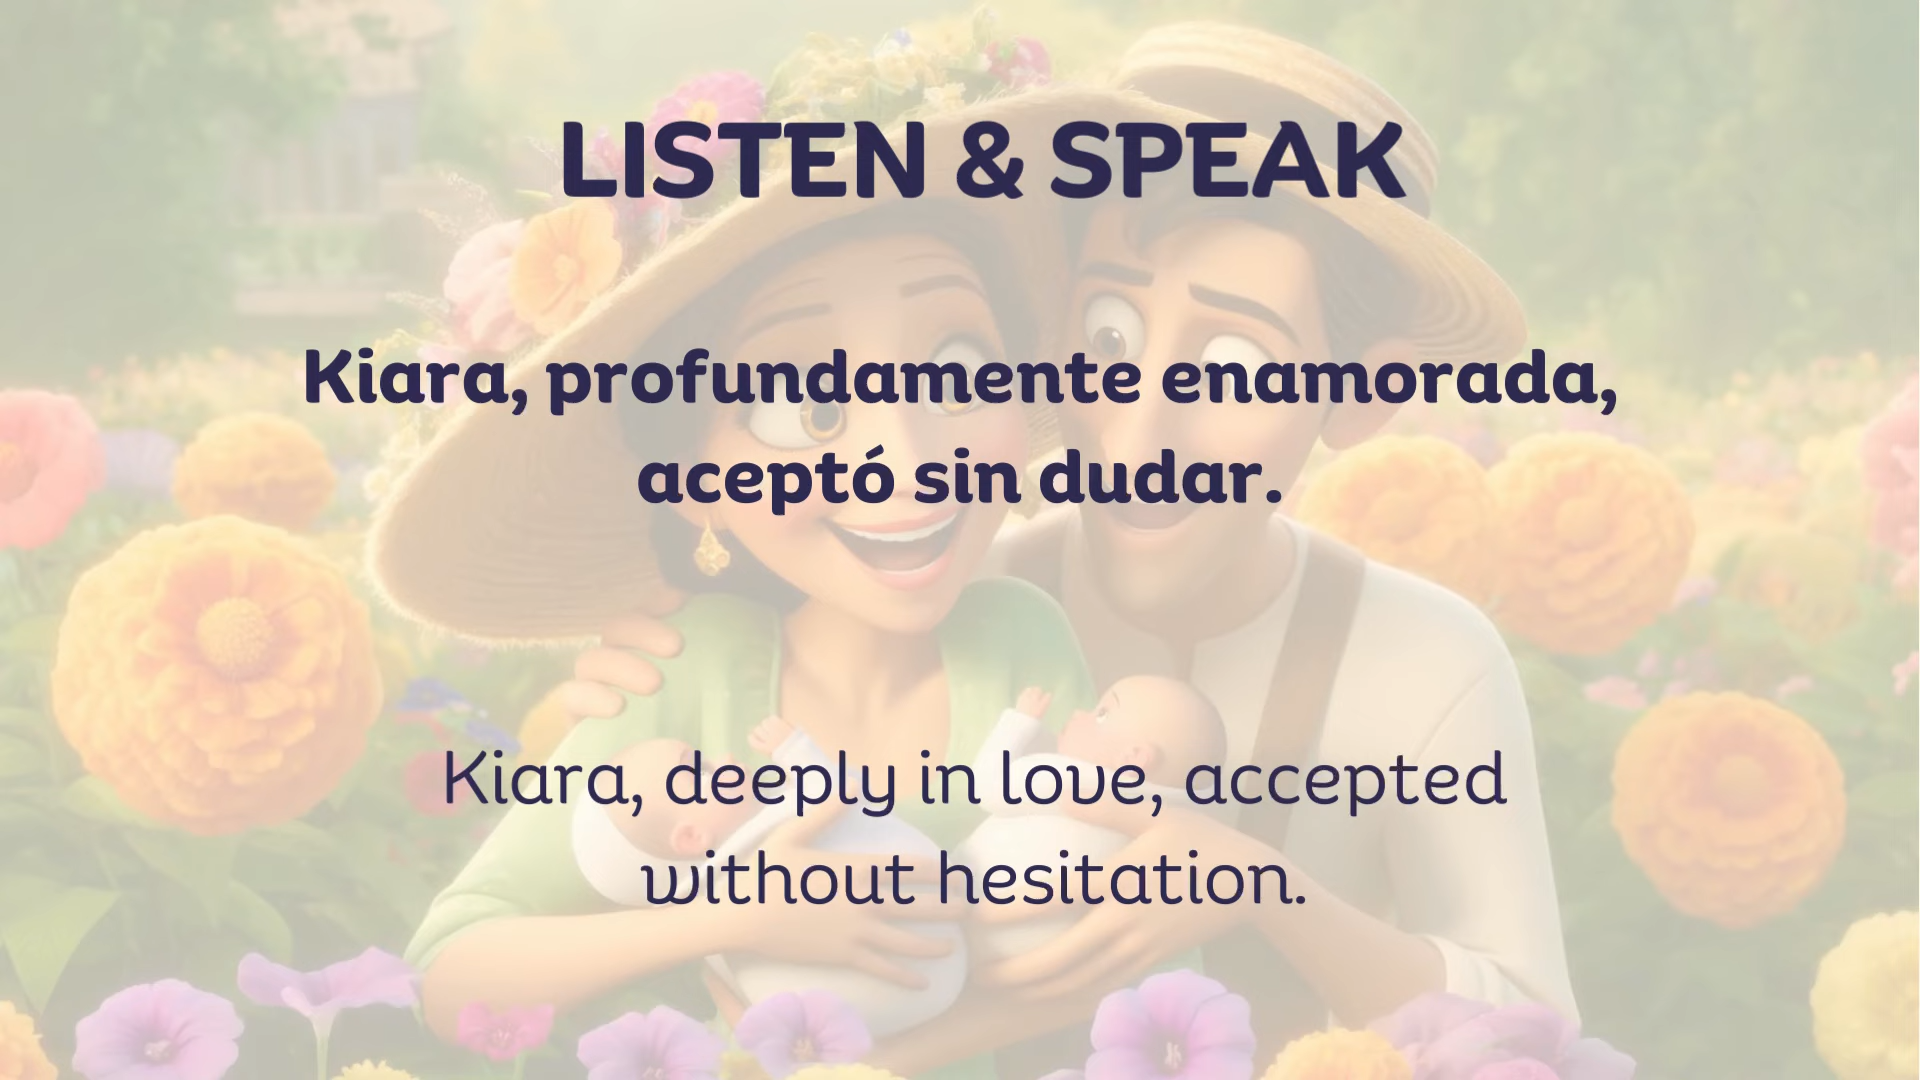 LISTEN & SPEAK
Kiara, profundamente enamorada,
aceptó sin dudar.
Kiara, deeply in love, accepted
without hesitation.